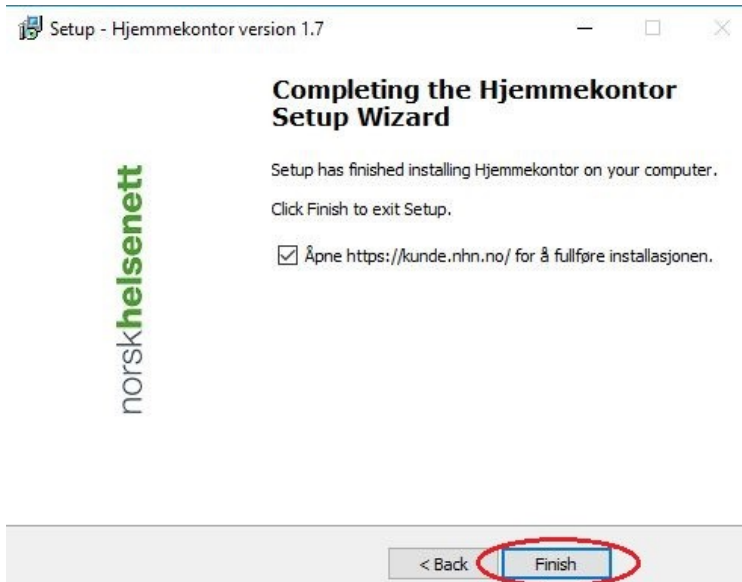 Setup - Hjemmekontor version 1.7
Completing the Hjemmekontor
Setup Wizard
Setup has finished installing Hjemmekontor on your computer.
Click Finish to exit Setup.
Åpne https://kunde.nhn.no/ for å fullføre installasjonen.
norskhelsenett
< Back
Finish